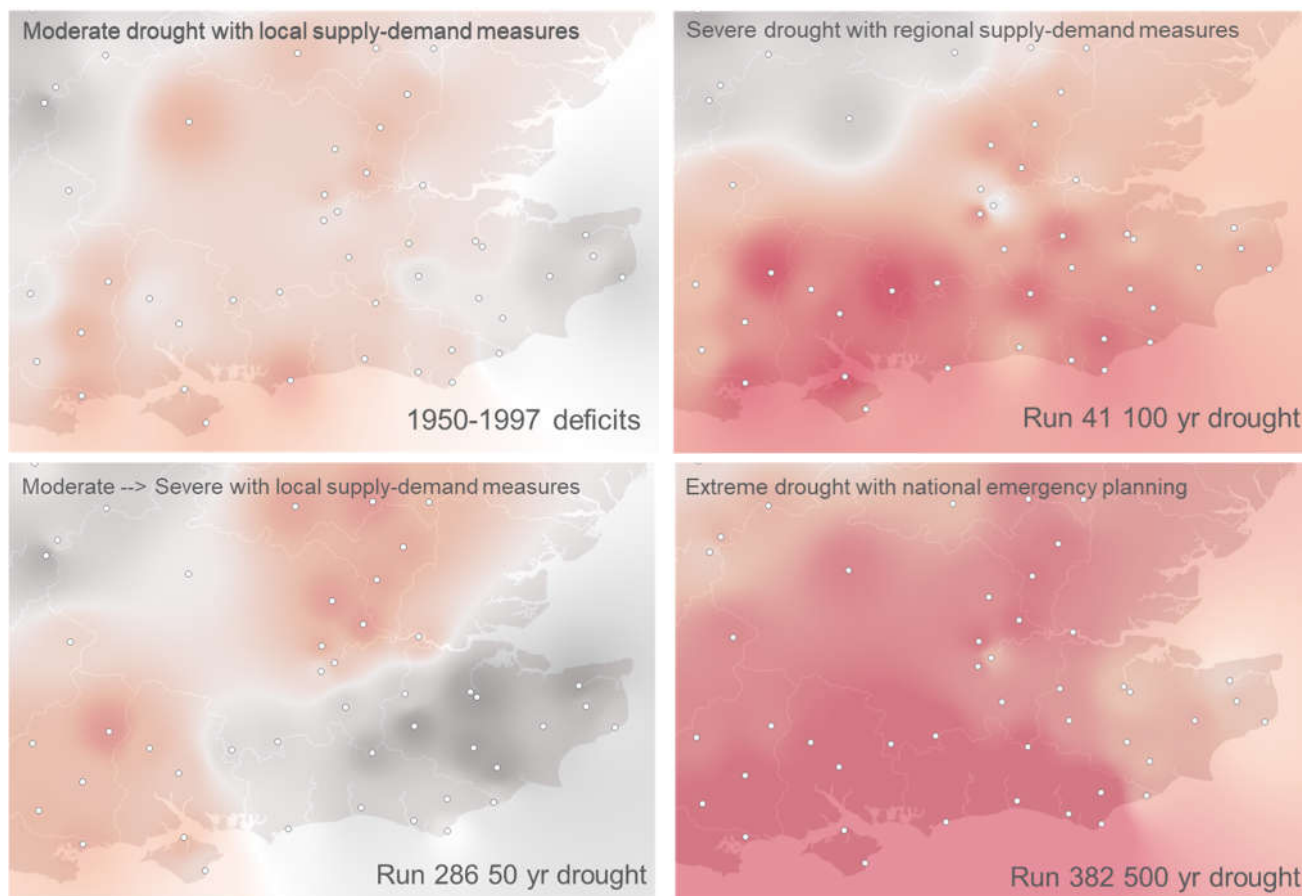 Moderate drought with local supply-demand measures
1950-1997 deficits
Severe drought with regional supply-demand measures
Run 41 100 yr drought
Moderate --> Severe with local supply-demand measures
Run 286 50 yr drought
Extreme drought with national emergency planning
Run 382 500 yr drought